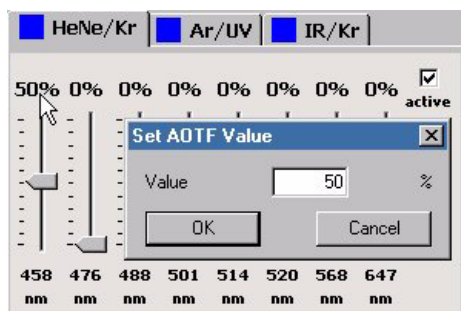 HeNe/Kr Ar/UV IR/Kr
50% 0% 0% 0% 0% 0% 0% 0% active
Set AOTF Value
Value 50 %
OK Cancel
458 476 488 501 514 520 568 647
nm nm nm nm nm nm nm nm